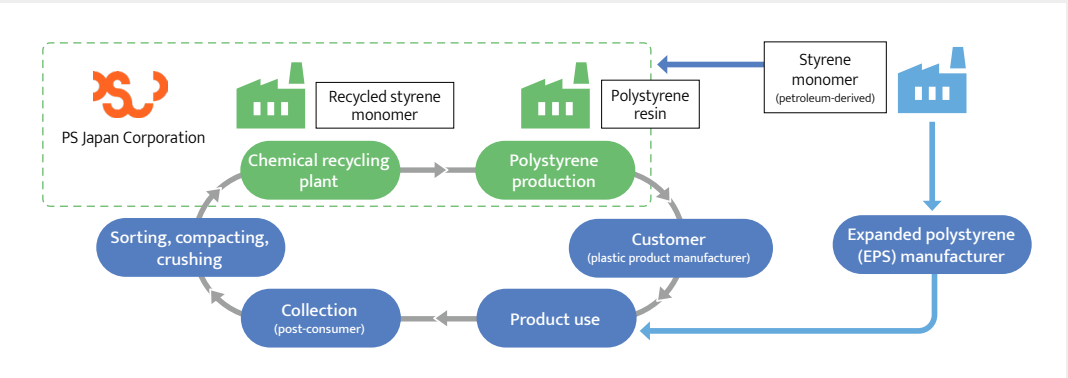 PS Japan Corporation
Recycled styrene
monomer
Polystyrene
resin
Styrene
monomer
(petroleum-derived)
Chemical recycling
plant
Polystyrene
production
Sorting, compacting,
crushing
Customer
(plastic product manufacturer)
Expanded polystyrene
(EPS) manufacturer
Collection
(post-consumer)
Product use